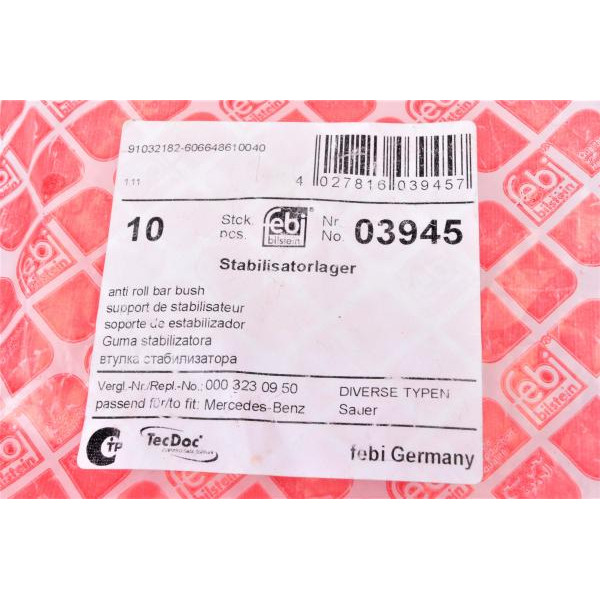 91032182-606648610040
4 027816 039457
1.11
10 Stck. pcs. febi bilstein Nr. No. 03945
Stabilisatorlager
anti roll bar bush
support de stabilisateur
soporte de estabilizador
Guma stabilizatora
втулка стабилизатора
Vergl.-Nr./Repl.-No.: 000 323 09 50 DIVERSE TYPEN
passend für/to fit: Mercedes-Benz Sauer
C TP TecDoc febi Germany